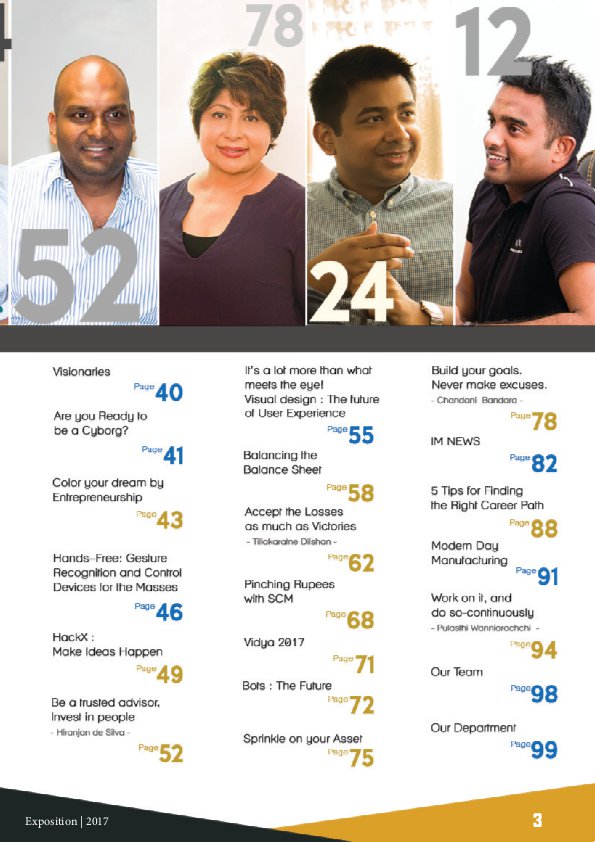 78
12
52
24
Visionaries
Page 40
Are you Ready to
be a Cyborg?
Page 41
Color your dream by
Entrepreneurship
Page 43
Hands-Free: Gesture
Recognition and Control
Devices for the Masses
Page 46
HackX :
Make Ideas Happen
Page 49
Be a trusted advisor,
Invest in people
- Hiranjan de Silva -
Page 52
It's a lot more than what
meets the eye!
Visual design : The future
of User Experience
Page 55
Balancing the
Balance Sheet
Page 58
Accept the Losses
as much as Victories
- Tillakaratne Dilshan -
Page 62
Pinching Rupees
with SCM
Page 68
Vidya 2017
Page 71
Bots : The Future
Page 72
Sprinkle on your Asset
Page 75
Build your goals.
Never make excuses.
- Chandani Bandara -
Page 78
IM NEWS
Page 82
5 Tips for Finding
the Right Career Path
Page 88
Modern Day
Manufacturing
Page 91
Work on it, and
do so-continuously
- Pulasthi Wanniarachchi -
Page 94
Our Team
Page 98
Our Department
Page 99
Exposition | 2017
3